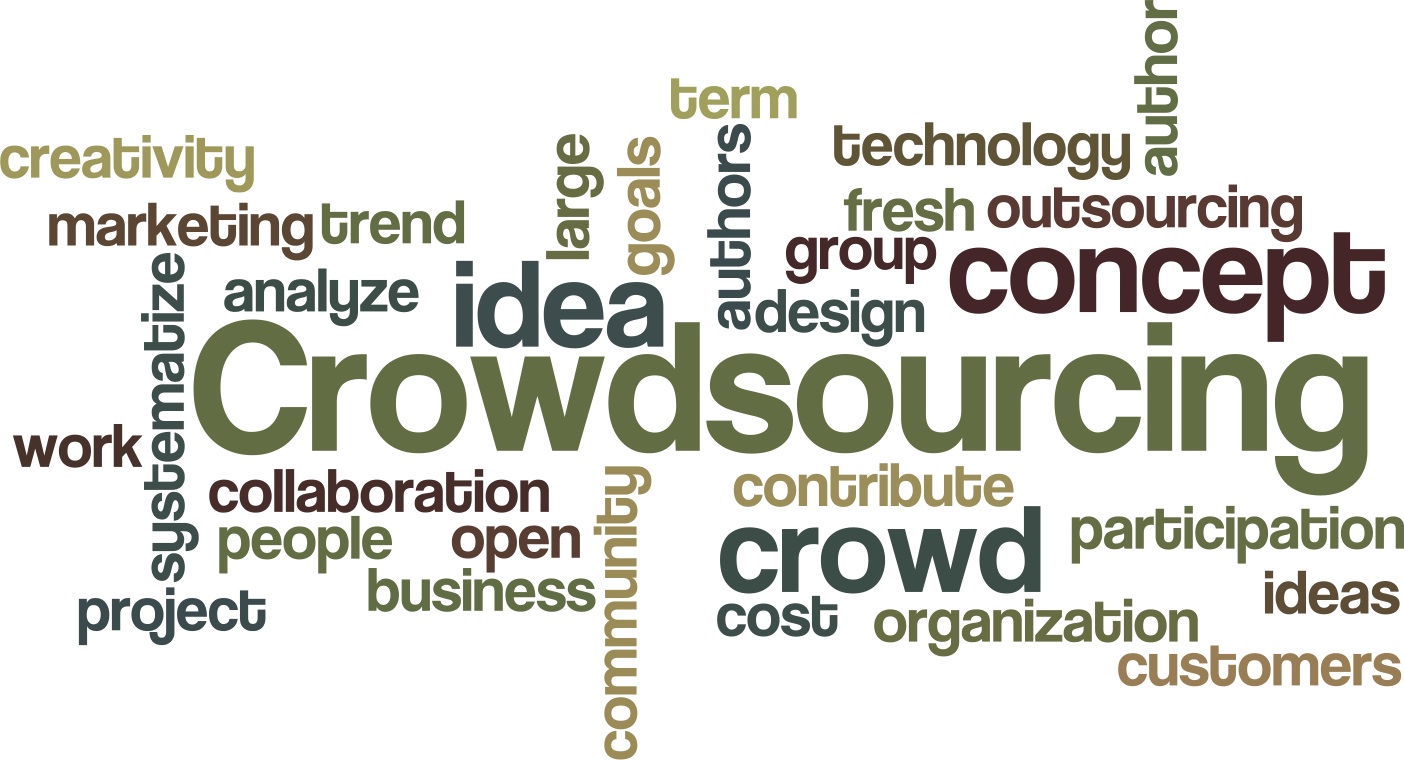 author
term
creativity
large
goals
authors
technology
marketing
trend
fresh
outsourcing
group
concept
systematize
analyze
idea
design
Crowdsourcing
work
collaboration
community
contribute
people
open
crowd
participation
business
project
cost
organization
ideas
customers